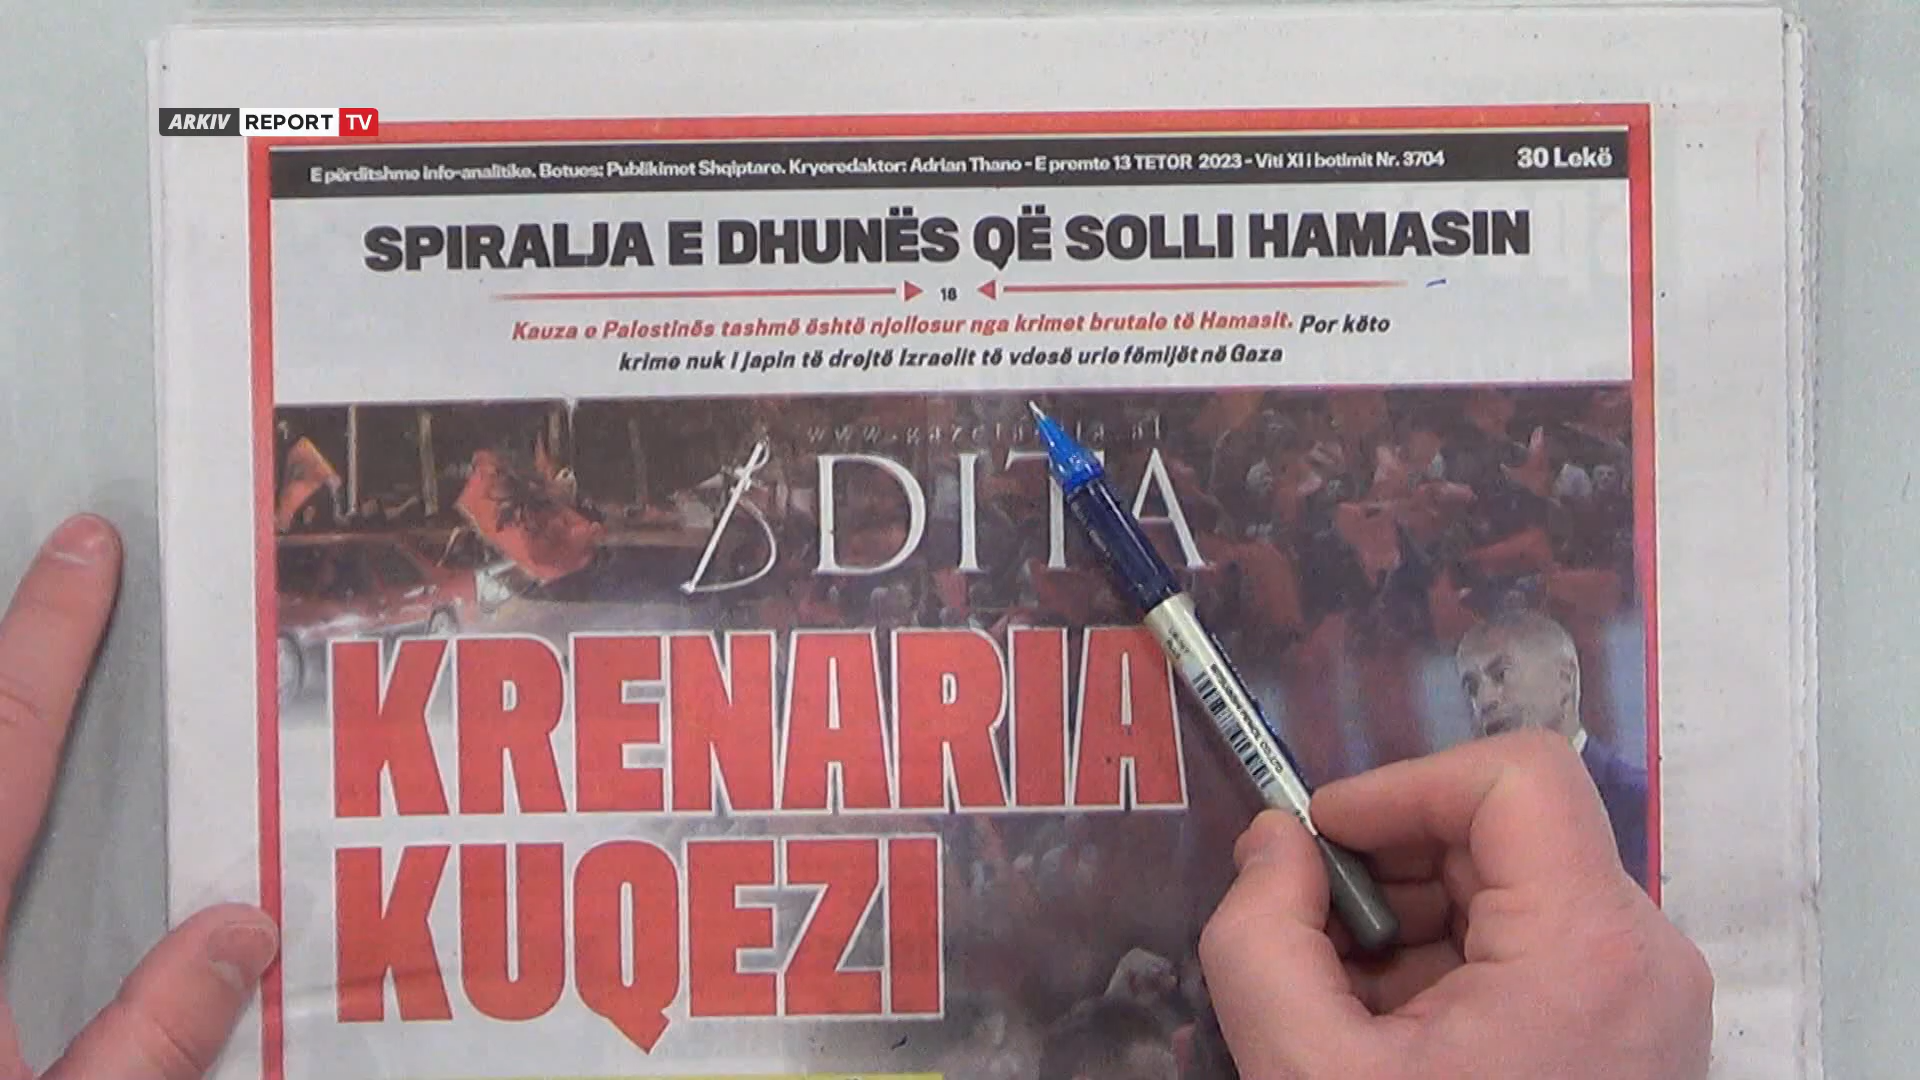 ARKIV REPORT TV
E përditshme info-analitike. Botues: Publikimet Shqiptare. Kryeredaktor: Adrian Thano - E premte 13 TETOR 2023 - Viti XI i botimit Nr. 3704
30 Lekë
SPIRALJA E DHUNËS QË SOLLI HAMASIN
18
Kauza e Palestinës tashmë është njollosur nga krimet brutale të Hamasit. Por këto
krime nuk i japin të drejtë Izraelit të vdesë urie fëmijët në Gaza
DITA
KRENARIA
KUQEZI